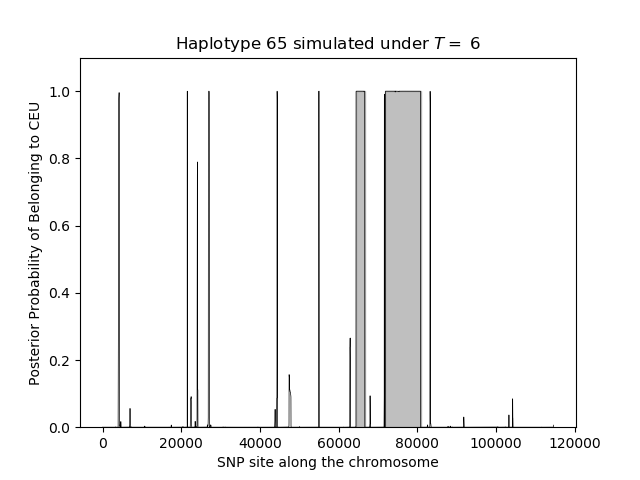 Haplotype 65 simulated under T = 6
Posterior Probability of Belonging to CEU
1.0
0.8
0.6
0.4
0.2
0.0
0 20000 40000 60000 80000 100000 120000
SNP site along the chromosome